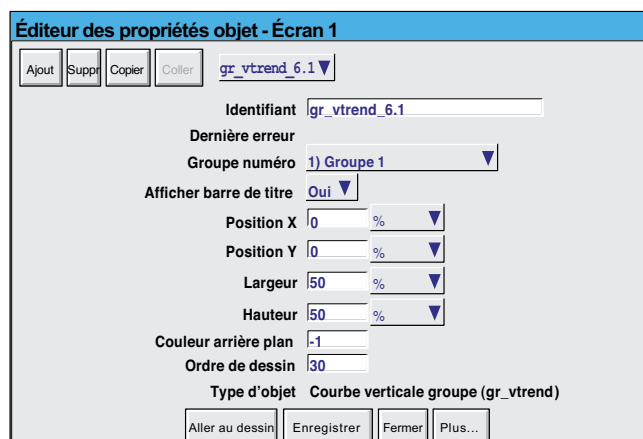 Éditeur des propriétés objet - Écran 1
Ajout Suppr Copier Coller gr_vtrend_6.1
Identifiant gr_vtrend_6.1
Dernière erreur
Groupe numéro 1) Groupe 1
Afficher barre de titre Oui
Position X 0 %
Position Y 0 %
Largeur 50 %
Hauteur 50 %
Couleur arrière plan -1
Ordre de dessin 30
Type d'objet Courbe verticale groupe (gr_vtrend)
Aller au dessin Enregistrer Fermer Plus...